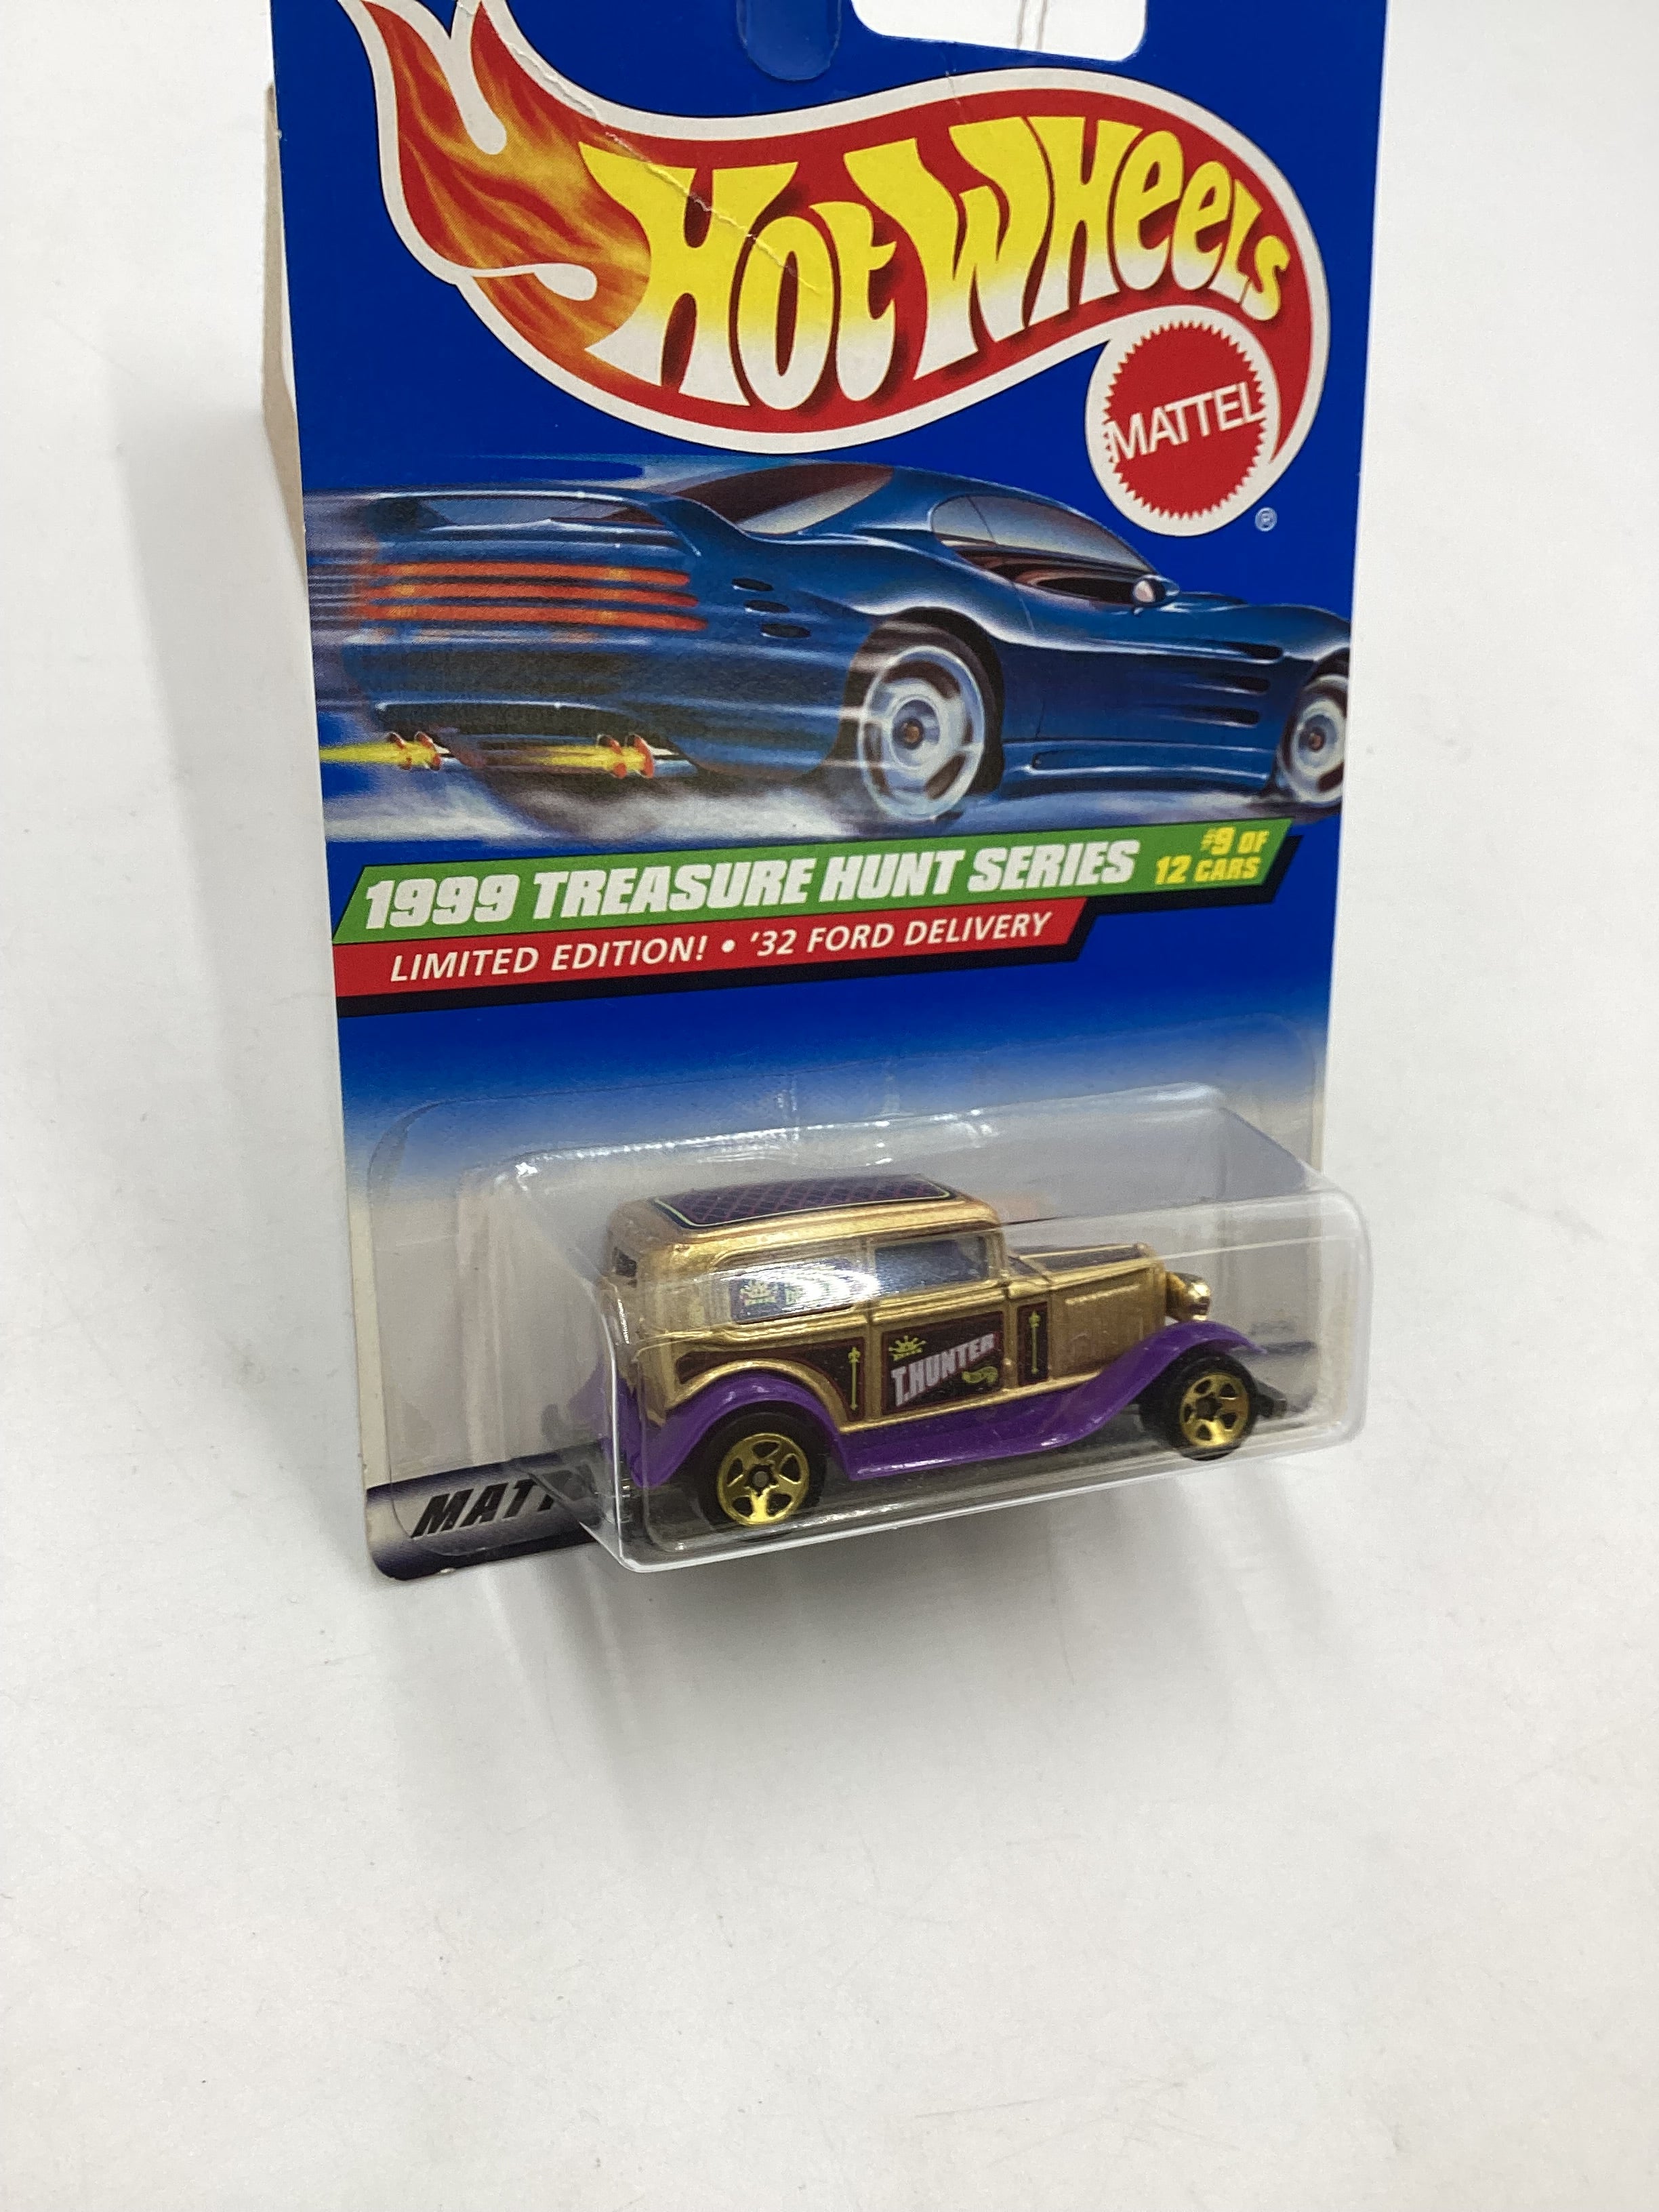 Hot Wheels
MATTEL
®
1999 TREASURE HUNT SERIES
#9 OF
12 CARS
LIMITED EDITION! • '32 FORD DELIVERY
T.HUNTER